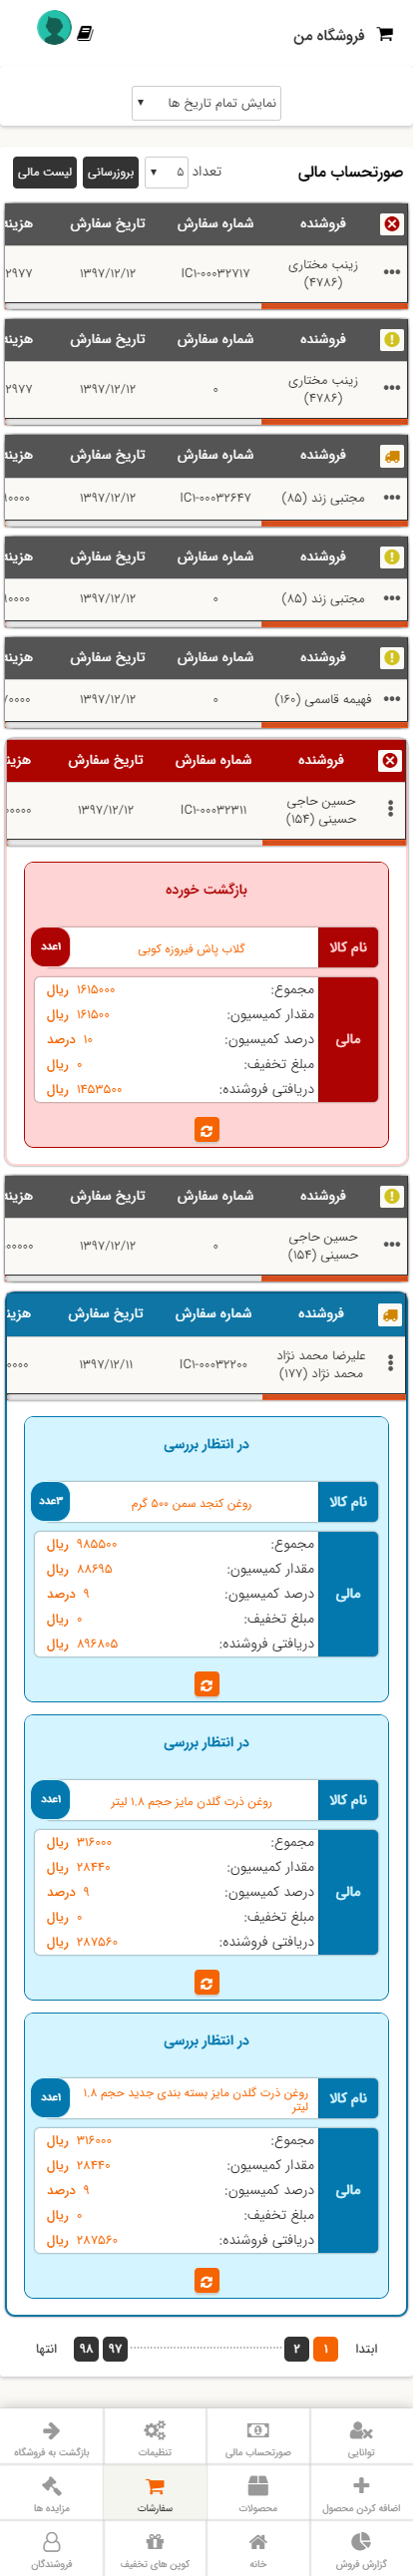 فروشگاه من
نمایش تمام تاریخ ها
صورتحساب مالی
تعداد ۵ بروزرسانی لیست مالی
فروشنده شماره سفارش تاریخ سفارش هزینه
زینب مختاری IC1-۰۰۰۳۲۷۱۷ ۱۳۹۷/۱۲/۱۲ ۲۹۷۷
(۴۷۸۶)
فروشنده شماره سفارش تاریخ سفارش هزینه
زینب مختاری ۰ ۱۳۹۷/۱۲/۱۲ ۲۹۷۷
(۴۷۸۶)
فروشنده شماره سفارش تاریخ سفارش هزینه
مجتبی زند (۸۵) IC1-۰۰۰۳۲۶۴۷ ۱۳۹۷/۱۲/۱۲
فروشنده شماره سفارش تاریخ سفارش هزینه
مجتبی زند (۸۵) ۰ ۱۳۹۷/۱۲/۱۲
فروشنده شماره سفارش تاریخ سفارش هزینه
فهیمه قاسمی (۱۶۰) ۰ ۱۳۹۷/۱۲/۱۲
فروشنده شماره سفارش تاریخ سفارش
حسین حاجی IC1-۰۰۰۳۲۳۱۱ ۱۳۹۷/۱۲/۱۲
حسینی (۱۵۴)
بازگشت خورده
نام کالا گلاب پاش فیروزه کوبی ۱عدد
مالی
مجموع: ۱۶۱۵۰۰۰ ریال
مقدار کمیسیون: ۱۶۱۵۰۰ ریال
درصد کمیسیون: ۱۰ درصد
مبلغ تخفیف: ۰ ریال
دریافتی فروشنده: ۱۴۵۳۵۰۰ ریال
فروشنده شماره سفارش تاریخ سفارش هزینه
حسین حاجی ۰ ۱۳۹۷/۱۲/۱۲
حسینی (۱۵۴)
فروشنده شماره سفارش تاریخ سفارش
علیرضا محمد نژاد IC1-۰۰۰۳۲۲۰۰ ۱۳۹۷/۱۲/۱۱
محمد نژاد (۱۷۷)
در انتظار بررسی
نام کالا روغن کنجد سمن ۵۰۰ گرم ۳عدد
مالی
مجموع: ۹۸۵۵۰۰ ریال
مقدار کمیسیون: ۸۸۶۹۵ ریال
درصد کمیسیون: ۹ درصد
مبلغ تخفیف: ۰ ریال
دریافتی فروشنده: ۸۹۶۸۰۵ ریال
در انتظار بررسی
نام کالا روغن ذرت گلدن مایز حجم ۱.۸ لیتر ۱عدد
مالی
مجموع: ۳۱۶۰۰۰ ریال
مقدار کمیسیون: ۲۸۴۴۰ ریال
درصد کمیسیون: ۹ درصد
مبلغ تخفیف: ۰ ریال
دریافتی فروشنده: ۲۸۷۵۶۰ ریال
در انتظار بررسی
نام کالا روغن ذرت گلدن مایز بسته بندی جدید حجم ۱.۸ ۱عدد
لیتر
مالی
مجموع: ۳۱۶۰۰۰ ریال
مقدار کمیسیون: ۲۸۴۴۰ ریال
درصد کمیسیون: ۹ درصد
مبلغ تخفیف: ۰ ریال
دریافتی فروشنده: ۲۸۷۵۶۰ ریال
ابتدا ۱ ۲ ۹۷ ۹۸ انتها
توانایی صورتحساب مالی تنظیمات بازگشت به فروشگاه
اضافه کردن محصول محصولات سفارشات مزایده ها
گزارش فروش خانه کوپن های تخفیف فروشندگان